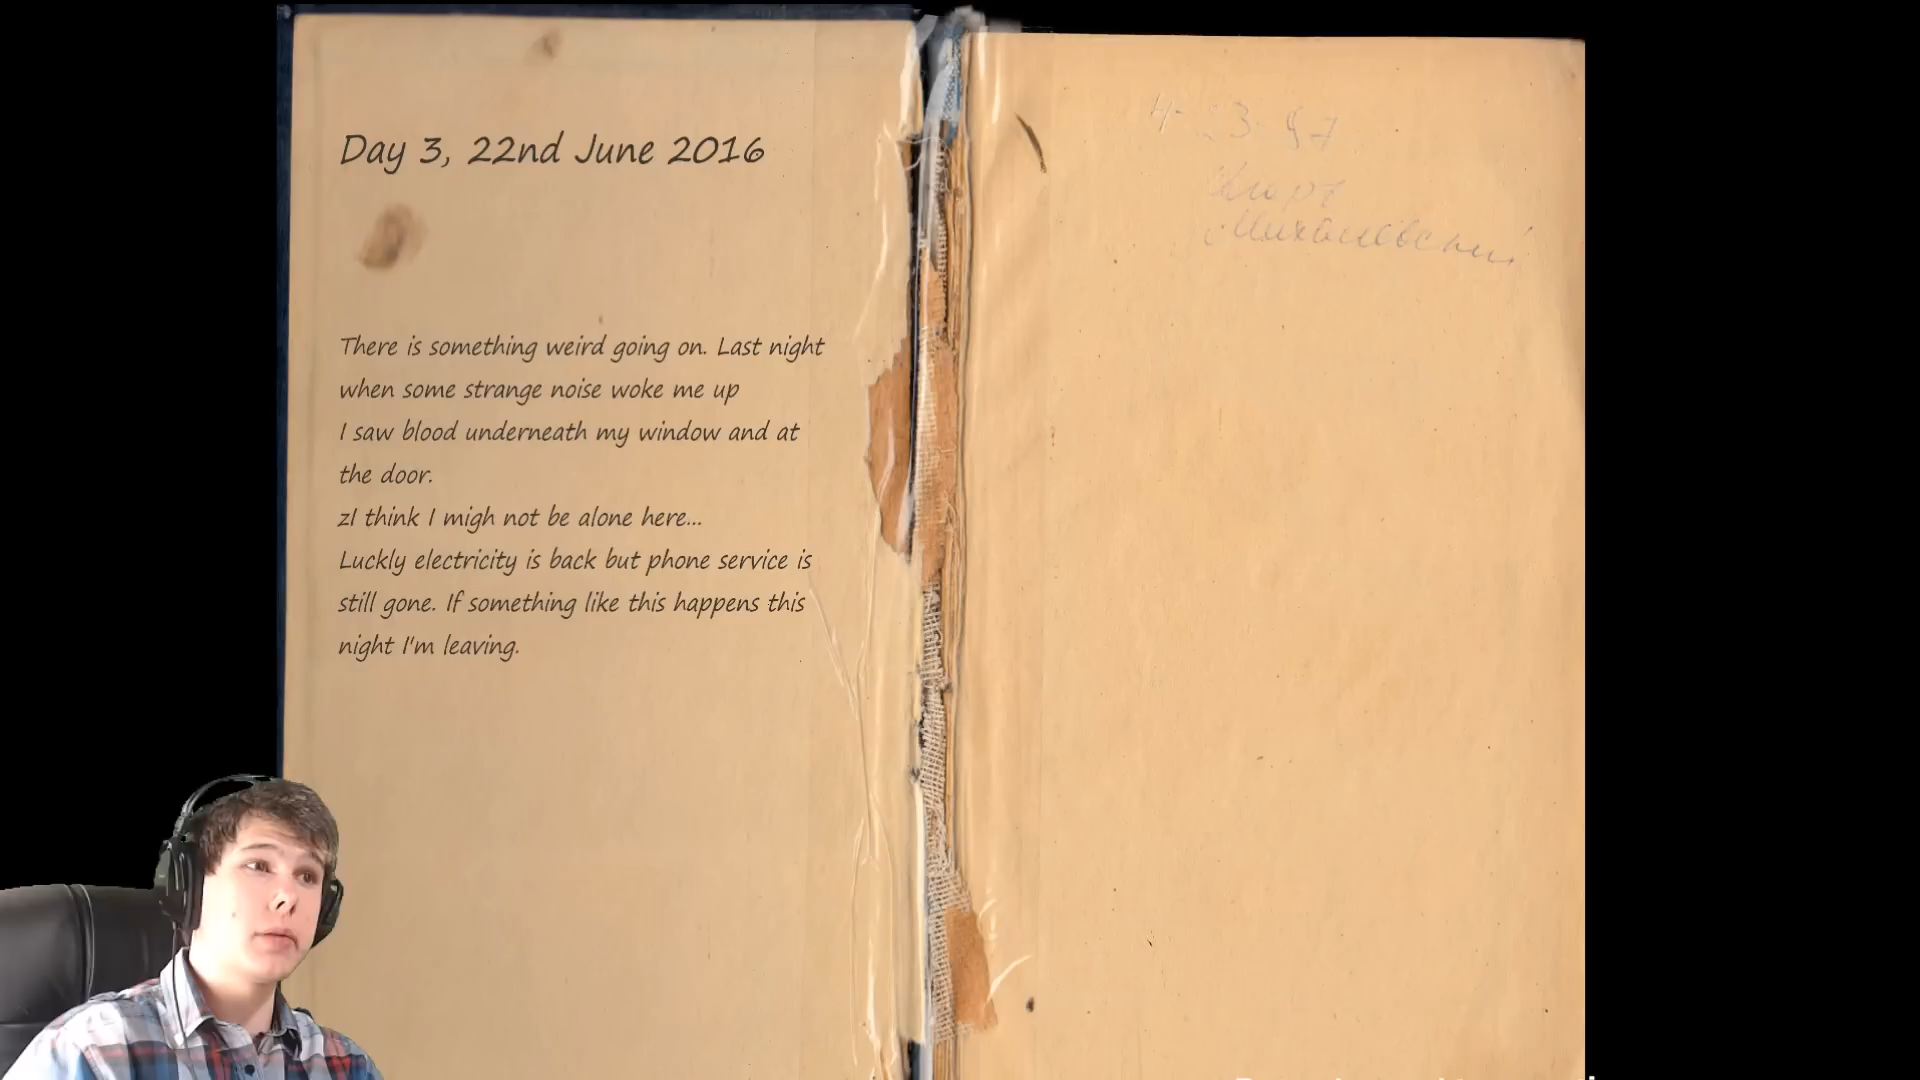 Day 3, 22nd June 2016
There is something weird going on. Last night
when some strange noise woke me up
I saw blood underneath my window and at
the door.
zI think I migh not be alone here...
Luckly electricity is back but phone service is
still gone. If something like this happens this
night I'm leaving.